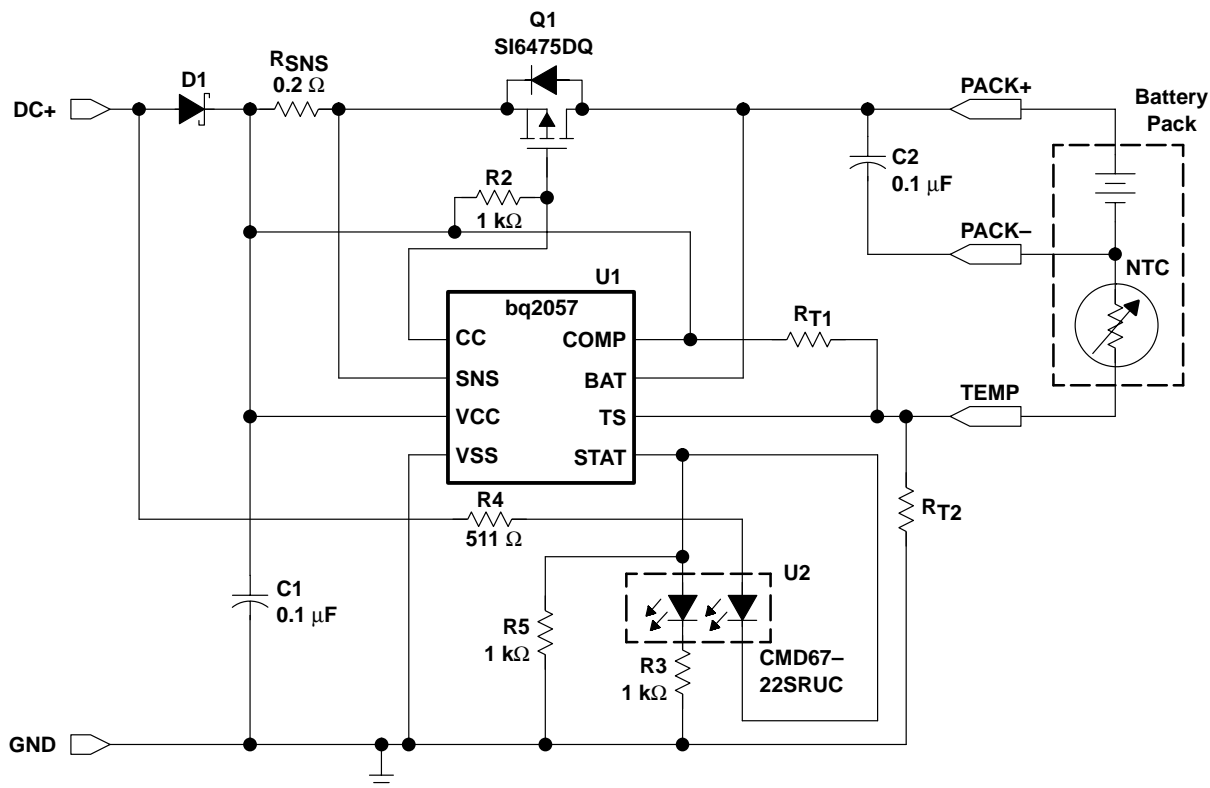 Q1
SI6475DQ
RSNS
0.2 Ω
D1
DC+
PACK+
Battery
Pack
C2
0.1 μF
R2
1 kΩ
PACK–
NTC
U1
bq2057
CC
SNS
VCC
VSS
COMP
BAT
TS
STAT
RT1
TEMP
R4
511 Ω
RT2
U2
C1
0.1 μF
R5
1 kΩ
R3
1 kΩ
CMD67–
22SRUC
GND